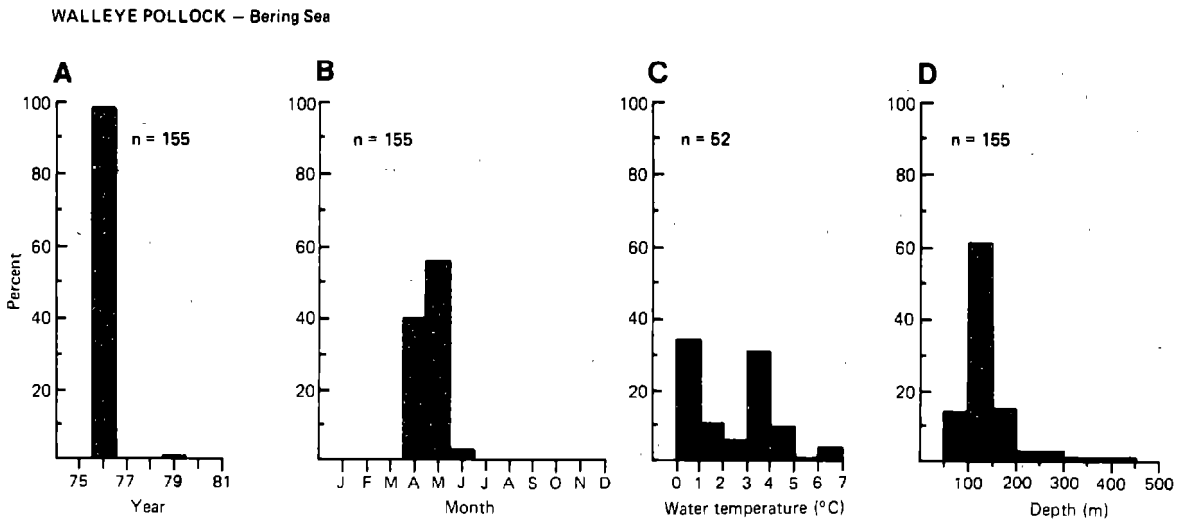 WALLEYE POLLOCK – Bering Sea
A
B
C
D
Percent
100
80
60
40
20
n = 155
75 77 79 81
Year
100
80
60
40
20
n = 155
J F M A M J J A S O N D
Month
100
80
60
40
20
n = 52
0 1 2 3 4 5 6 7
Water temperature (°C)
100
80
60
40
20
n = 155
100 200 300 400 500
Depth (m)